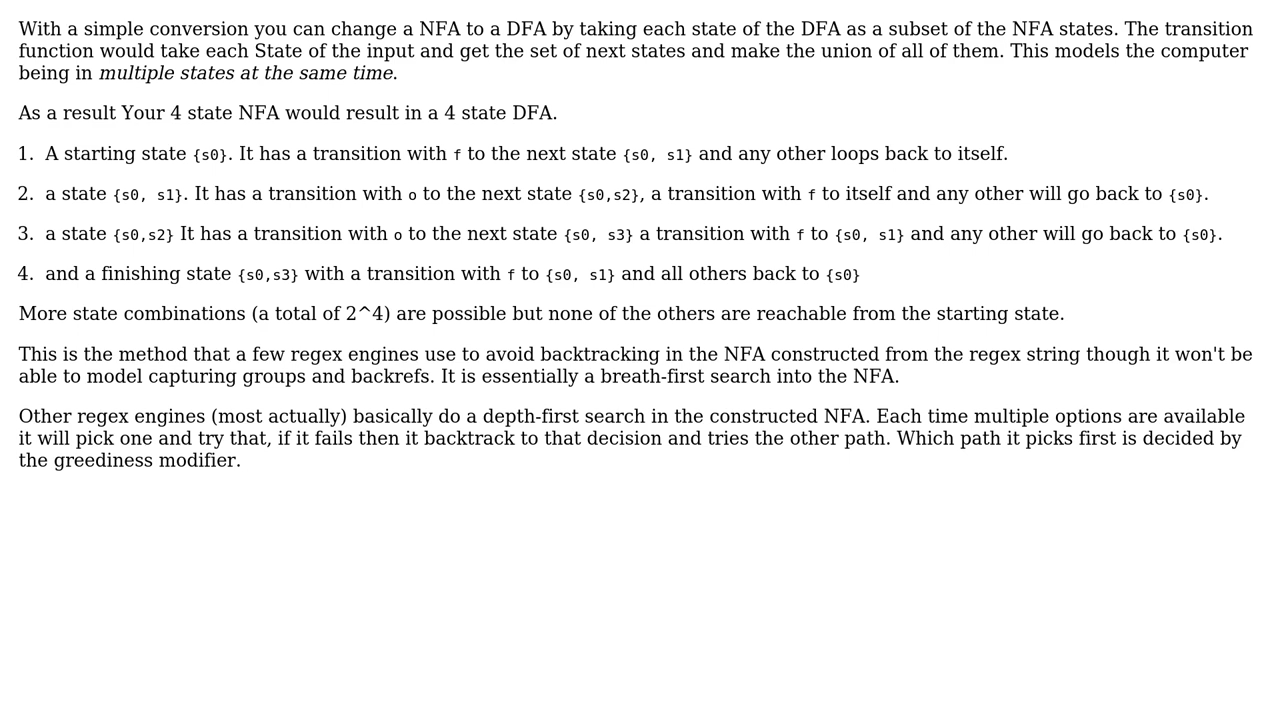 With a simple conversion you can change a NFA to a DFA by taking each state of the DFA as a subset of the NFA states. The transition
function would take each State of the input and get the set of next states and make the union of all of them. This models the computer
being in multiple states at the same time.
As a result Your 4 state NFA would result in a 4 state DFA.
1. A starting state {s0}. It has a transition with f to the next state {s0, s1} and any other loops back to itself.
2. a state {s0, s1}. It has a transition with o to the next state {s0,s2}, a transition with f to itself and any other will go back to {s0}.
3. a state {s0,s2} It has a transition with o to the next state {s0, s3} a transition with f to {s0, s1} and any other will go back to {s0}.
4. and a finishing state {s0,s3} with a transition with f to {s0, s1} and all others back to {s0}
More state combinations (a total of 2^4) are possible but none of the others are reachable from the starting state.
This is the method that a few regex engines use to avoid backtracking in the NFA constructed from the regex string though it won't be
able to model capturing groups and backrefs. It is essentially a breath-first search into the NFA.
Other regex engines (most actually) basically do a depth-first search in the constructed NFA. Each time multiple options are available
it will pick one and try that, if it fails then it backtrack to that decision and tries the other path. Which path it picks first is decided by
the greediness modifier.